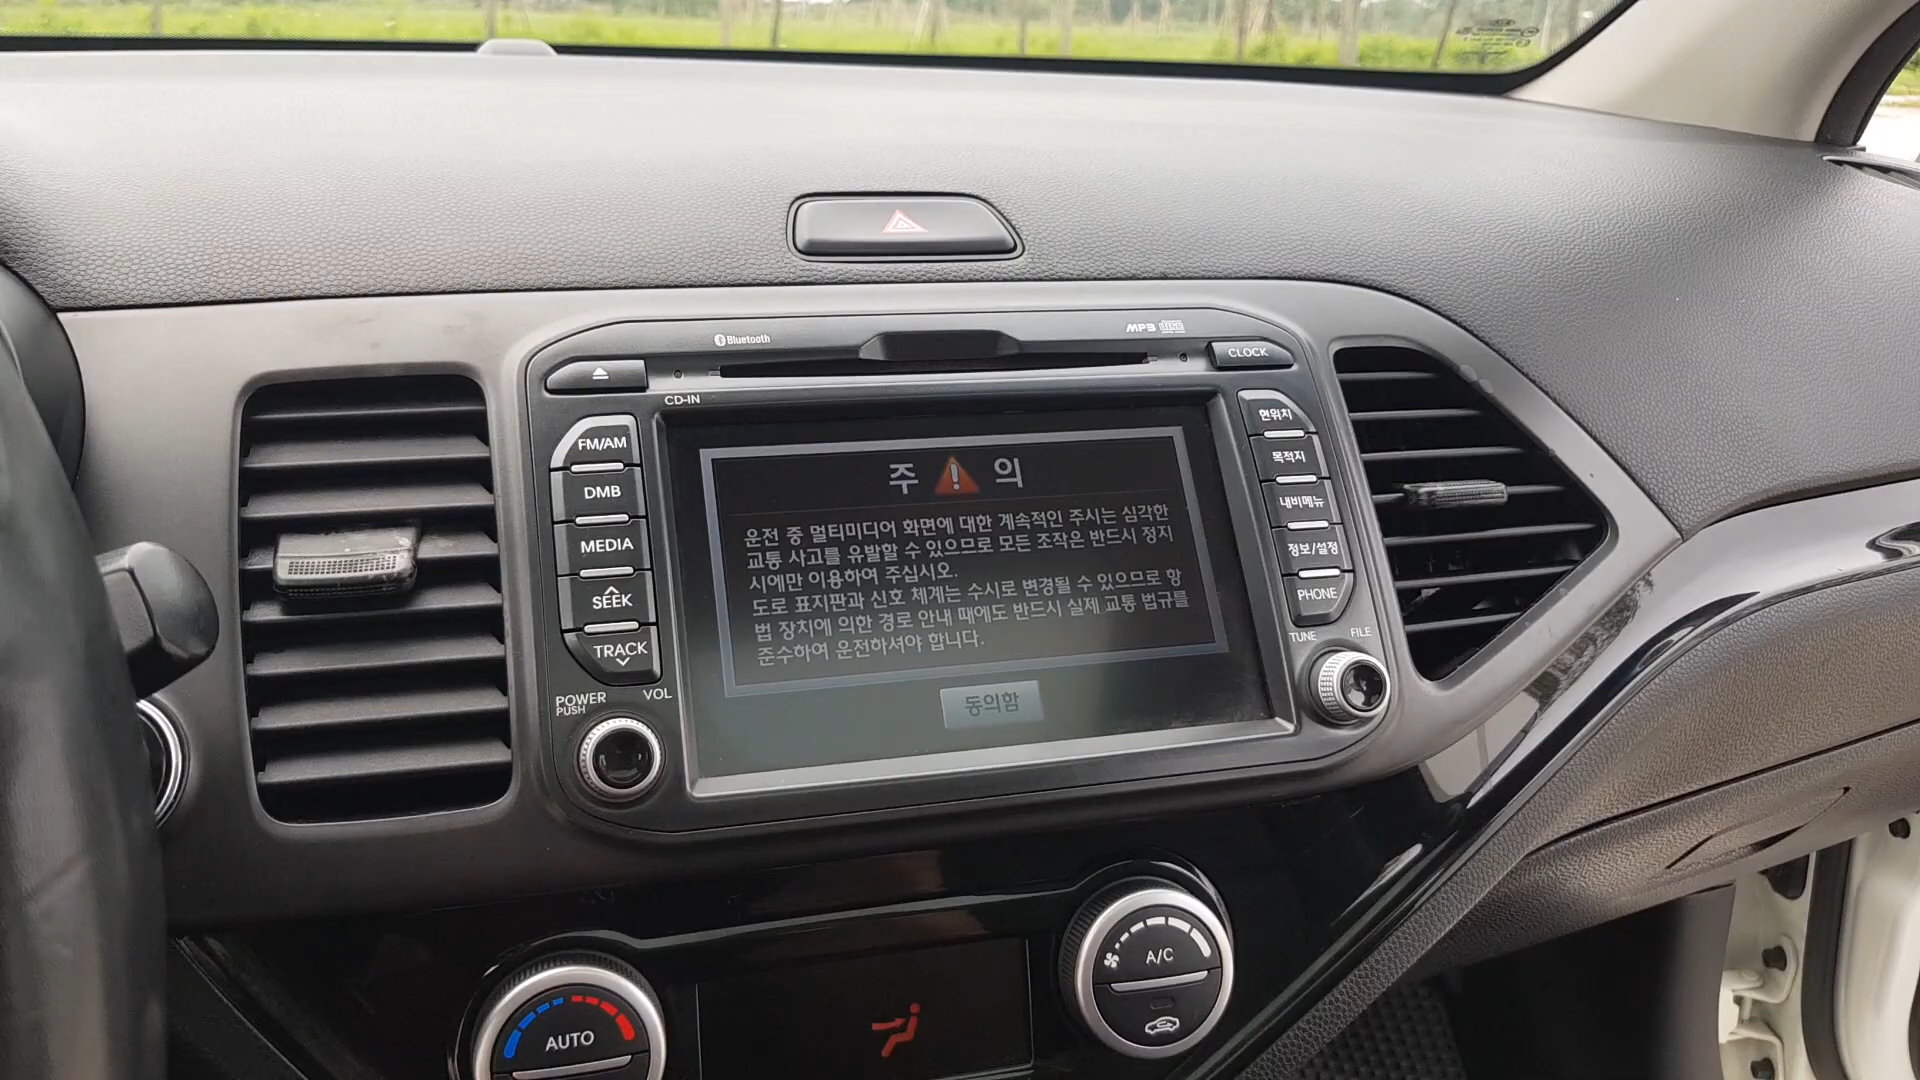 Bluetooth
MP3
CLOCK
CD-IN
FM/AM
DMB
MEDIA
SEEK
TRACK
POWER
PUSH
VOL
주 의
운전 중 멀티미디어 화면에 대한 계속적인 주시는 심각한
교통 사고를 유발할 수 있으므로 모든 조작은 반드시 정지
시에만 이용하여 주십시오.
도로 표지판과 신호 체계는 수시로 변경될 수 있으므로 항
법 장치에 의한 경로 안내 때에도 반드시 실제 교통 법규를
준수하여 운전하셔야 합니다.
동의함
현위치
목적지
내비메뉴
정보/설정
PHONE
TUNE
FILE
AUTO
A/C